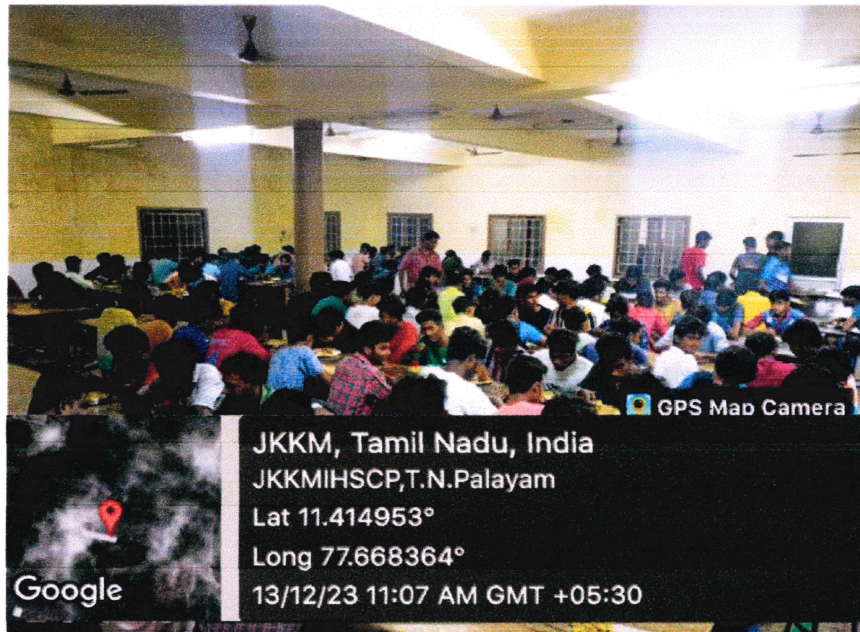 GPS Map Camera
JKKM, Tamil Nadu, India
JKKMIHSCP,T.N.Palayam
Lat 11.414953°
Long 77.668364°
13/12/23 11:07 AM GMT +05:30
Google